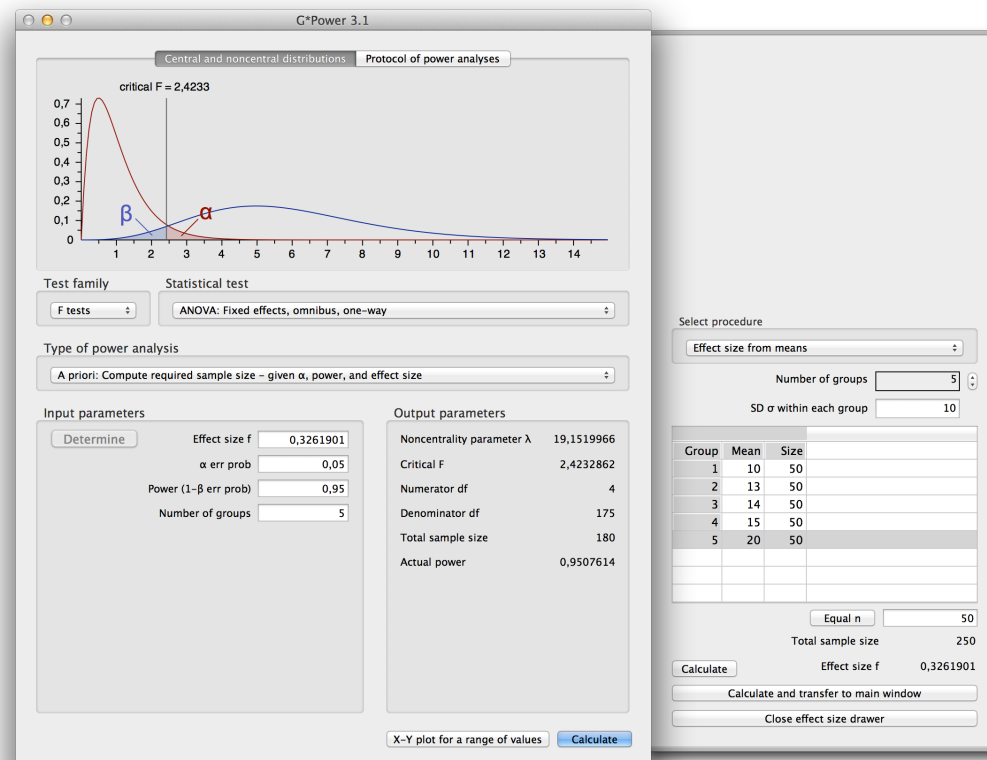 G*Power 3.1
Central and noncentral distributions Protocol of power analyses
critical F = 2,4233
0,7
0,6
0,5
0,4
0,3
0,2
0,1
0
β
α
1 2 3 4 5 6 7 8 9 10 11 12 13 14
Test family Statistical test
F tests ANOVA: Fixed effects, omnibus, one-way
Type of power analysis
A priori: Compute required sample size – given α, power, and effect size
Input parameters
Determine Effect size f 0,3261901
α err prob 0,05
Power (1-β err prob) 0,95
Number of groups 5
Output parameters
Noncentrality parameter λ 19,1519966
Critical F 2,4232862
Numerator df 4
Denominator df 175
Total sample size 180
Actual power 0,9507614
X-Y plot for a range of values Calculate
Select procedure
Effect size from means
Number of groups 5
SD σ within each group 10
Group Mean Size
1 10 50
2 13 50
3 14 50
4 15 50
5 20 50
Equal n 50
Total sample size 250
Calculate Effect size f 0,3261901
Calculate and transfer to main window
Close effect size drawer